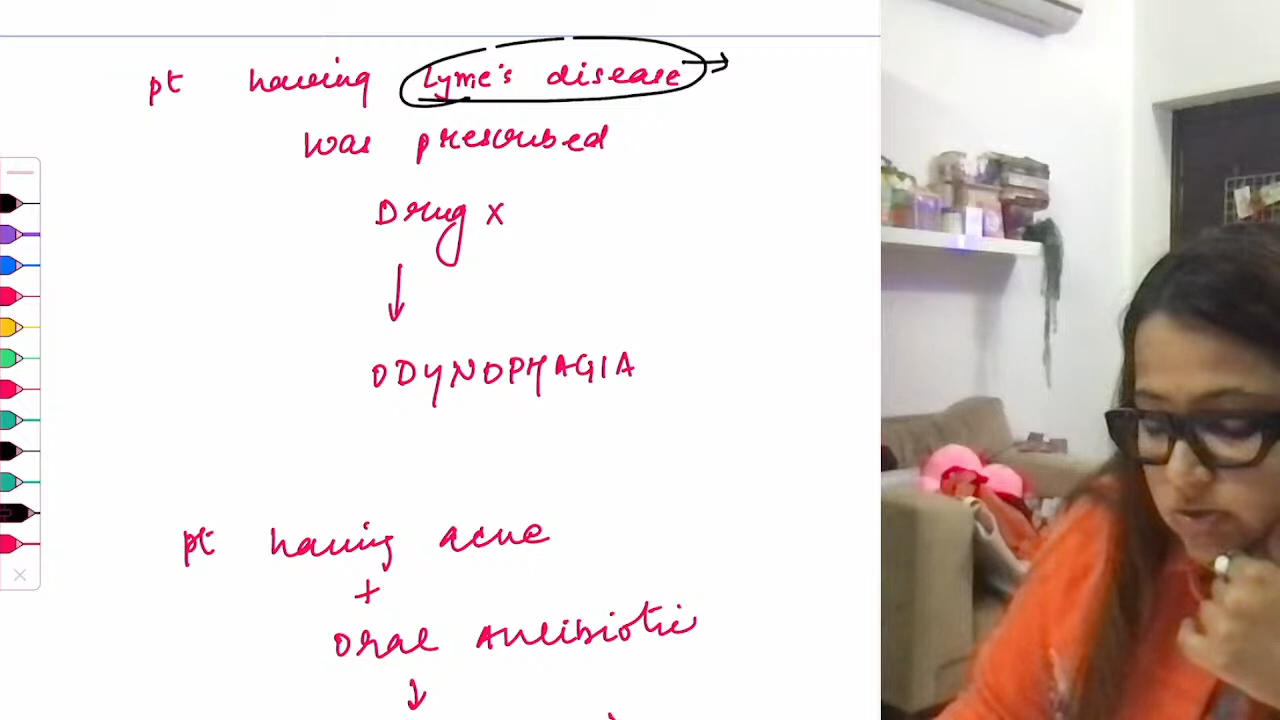 pt having Lyme's disease →
was prescribed
Drug x
↓
ODYNOPHAGIA
pt having acne
+
Oral Antibiotic
↓